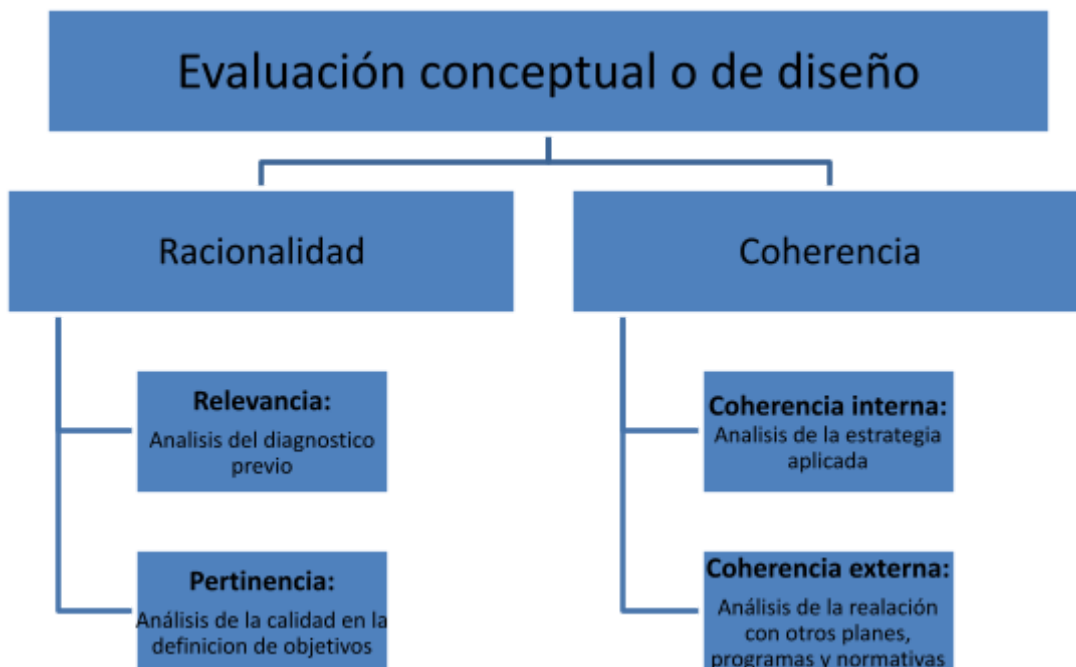 Evaluación conceptual o de diseño
Racionalidad
Relevancia:
Analisis del diagnostico
previo
Pertinencia:
Análisis de la calidad en la
definicion de objetivos
Coherencia
Coherencia interna:
Analisis de la estrategia
aplicada
Coherencia externa:
Análisis de la realación
con otros planes,
programas y normativas